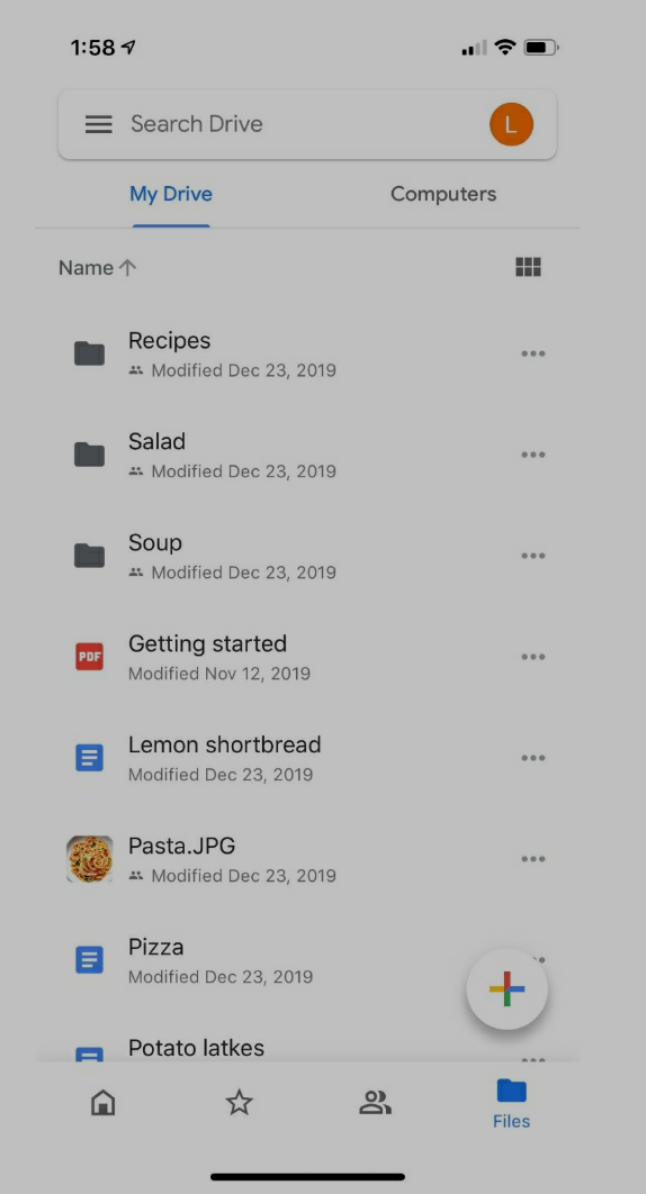 1:58
Search Drive
L
My Drive
Computers
Name
Recipes
Modified Dec 23, 2019
Salad
Modified Dec 23, 2019
Soup
Modified Dec 23, 2019
PDF
Getting started
Modified Nov 12, 2019
Lemon shortbread
Modified Dec 23, 2019
Pasta.JPG
Modified Dec 23, 2019
Pizza
Modified Dec 23, 2019
Potato latkes
Files